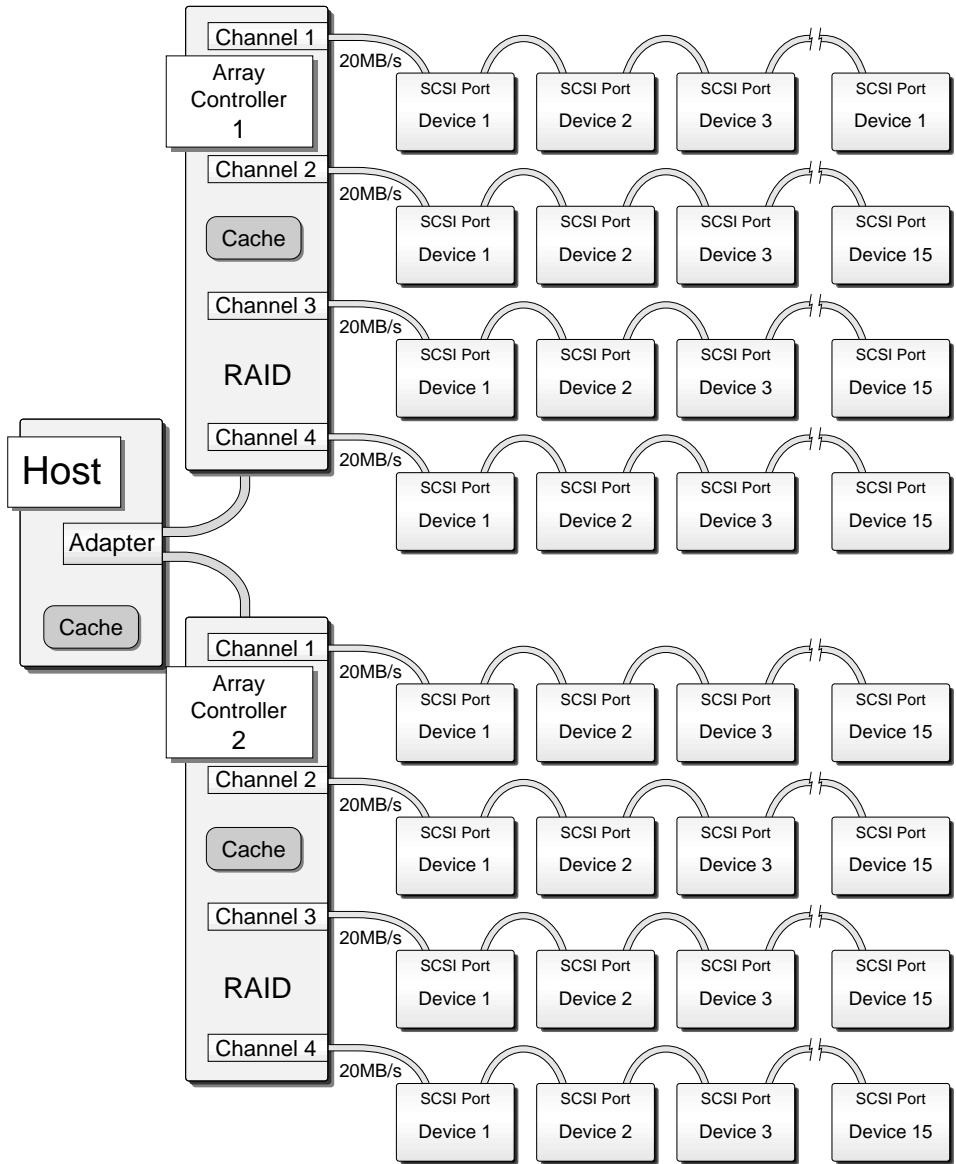 Channel 1
20MB/s
Array
Controller
1
SCSI Port
Device 1
SCSI Port
Device 2
SCSI Port
Device 3
SCSI Port
Device 1
Channel 2
20MB/s
SCSI Port
Device 1
SCSI Port
Device 2
SCSI Port
Device 3
SCSI Port
Device 15
Cache
Channel 3
20MB/s
SCSI Port
Device 1
SCSI Port
Device 2
SCSI Port
Device 3
SCSI Port
Device 15
RAID
Channel 4
20MB/s
SCSI Port
Device 1
SCSI Port
Device 2
SCSI Port
Device 3
SCSI Port
Device 15
Host
Adapter
Cache
Channel 1
20MB/s
Array
Controller
2
SCSI Port
Device 1
SCSI Port
Device 2
SCSI Port
Device 3
SCSI Port
Device 15
Channel 2
20MB/s
SCSI Port
Device 1
SCSI Port
Device 2
SCSI Port
Device 3
SCSI Port
Device 15
Cache
Channel 3
20MB/s
SCSI Port
Device 1
SCSI Port
Device 2
SCSI Port
Device 3
SCSI Port
Device 15
RAID
Channel 4
20MB/s
SCSI Port
Device 1
SCSI Port
Device 2
SCSI Port
Device 3
SCSI Port
Device 15